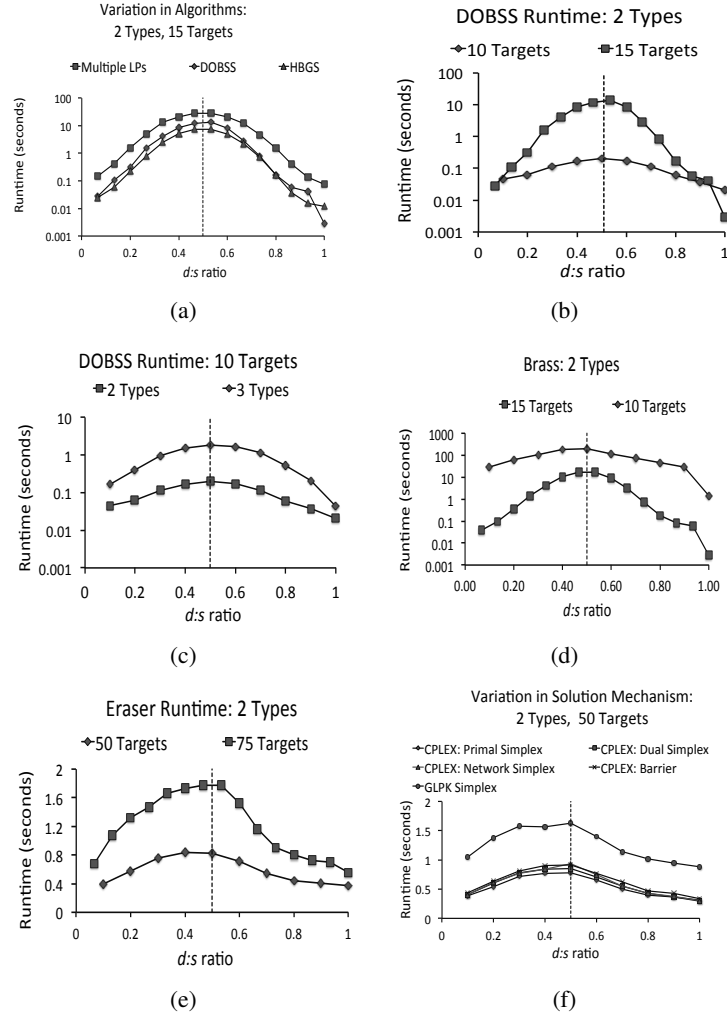 Variation in Algorithms:
2 Types, 15 Targets
Multiple LPs DOBSS HBGS
Runtime (seconds)
100
10
1
0.1
0.01
0.001
0 0.2 0.4 0.6 0.8 1
d:s ratio
(a)
DOBSS Runtime: 2 Types
10 Targets 15 Targets
Runtime (seconds)
100
10
1
0.1
0.01
0.001
0 0.2 0.4 0.6 0.8 1
d:s ratio
(b)
DOBSS Runtime: 10 Targets
2 Types 3 Types
Runtime (seconds)
10
1
0.1
0.01
0.001
0 0.2 0.4 0.6 0.8 1
d:s ratio
(c)
Brass: 2 Types
15 Targets 10 Targets
Runtime (seconds)
1000
100
10
1
0.1
0.01
0.001
0.00 0.20 0.40 0.60 0.80 1.00
d:s ratio
(d)
Eraser Runtime: 2 Types
50 Targets 75 Targets
Runtime (seconds)
2
1.6
1.2
0.8
0.4
0
0 0.2 0.4 0.6 0.8 1
d:s ratio
(e)
Variation in Solution Mechanism:
2 Types, 50 Targets
CPLEX: Primal Simplex CPLEX: Dual Simplex
CPLEX: Network Simplex CPLEX: Barrier
GLPK Simplex
Runtime (seconds)
2
1.5
1
0.5
0
0 0.2 0.4 0.6 0.8 1
d:s ratio
(f)